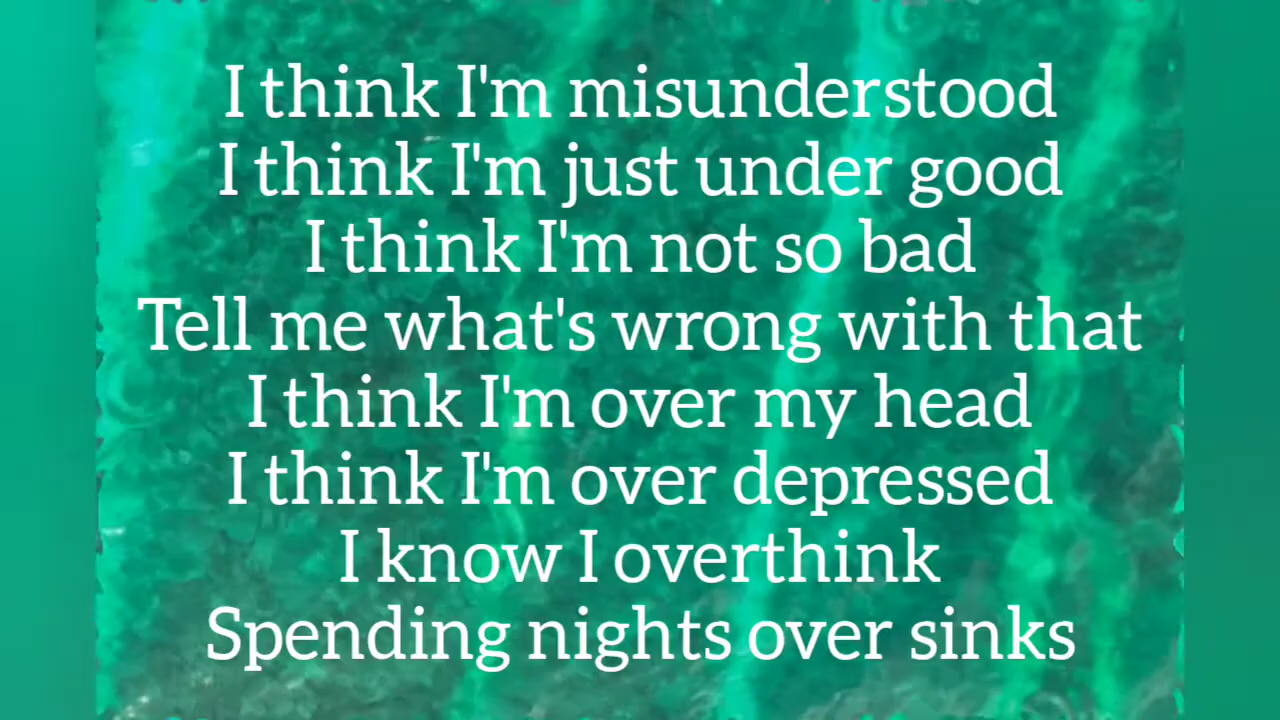 I think I'm misunderstood
I think I'm just under good
I think I'm not so bad
Tell me what's wrong with that
I think I'm over my head
I think I'm over depressed
I know I overthink
Spending nights over sinks